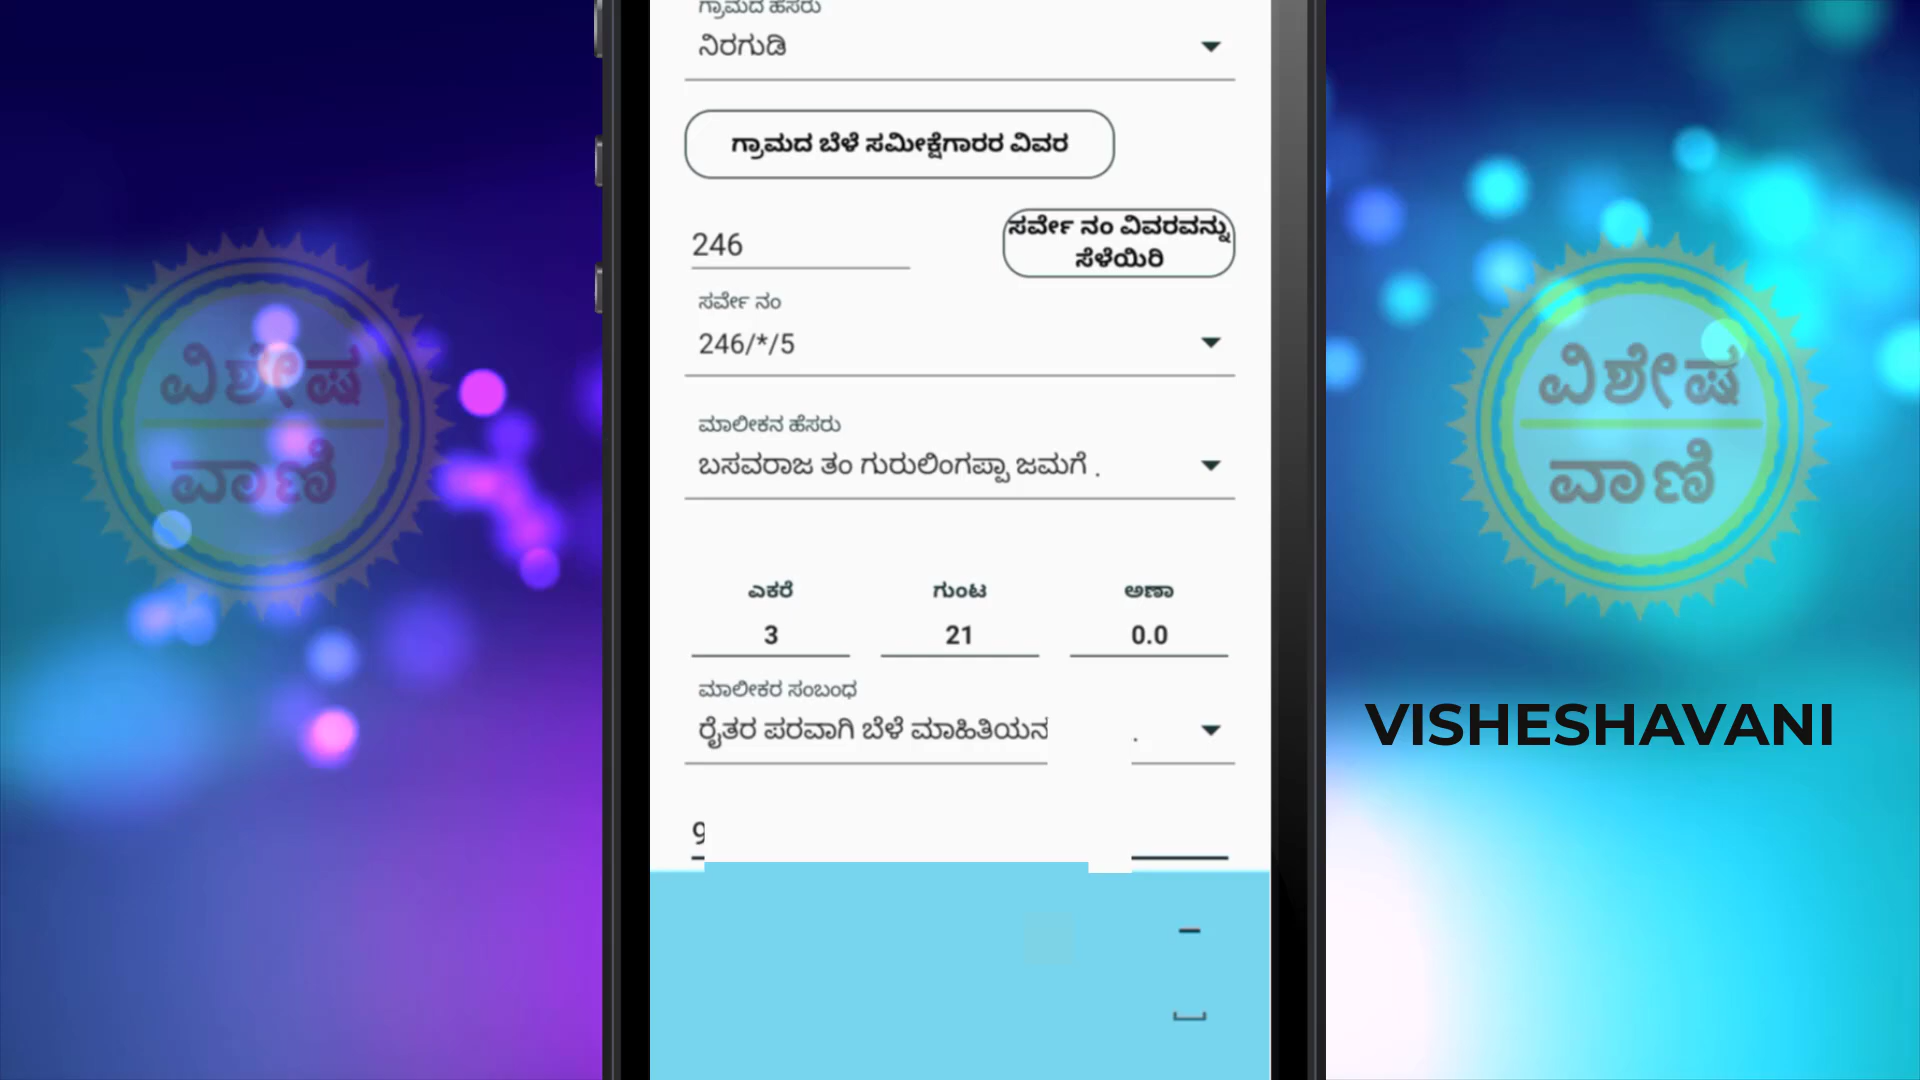 ಗ್ರಾಮದ ಹೆಸರು
ನಿರಗುಡಿ
ಗ್ರಾಮದ ಬೆಳೆ ಸಮೀಕ್ಷೆಗಾರರ ವಿವರ
246
ಸರ್ವೇ ನಂ ವಿವರವನ್ನು
ಸೆಳೆಯಿರಿ
ಸರ್ವೇ ನಂ
246/*/5
ಮಾಲೀಕನ ಹೆಸರು
ಬಸವರಾಜ ತಂ ಗುರುಲಿಂಗಪ್ಪಾ ಜಮಗೆ .
ಎಕರೆ ಗುಂಟ ಅಣಾ
3 21 0.0
ಮಾಲೀಕರ ಸಂಬಂಧ
ರೈತರ ಪರವಾಗಿ ಬೆಳೆ ಮಾಹಿತಿಯನ .
9
ವಿಶೇಷ
ವಾಣಿ
ವಿಶೇಷ
ವಾಣಿ
VISHESHAVANI